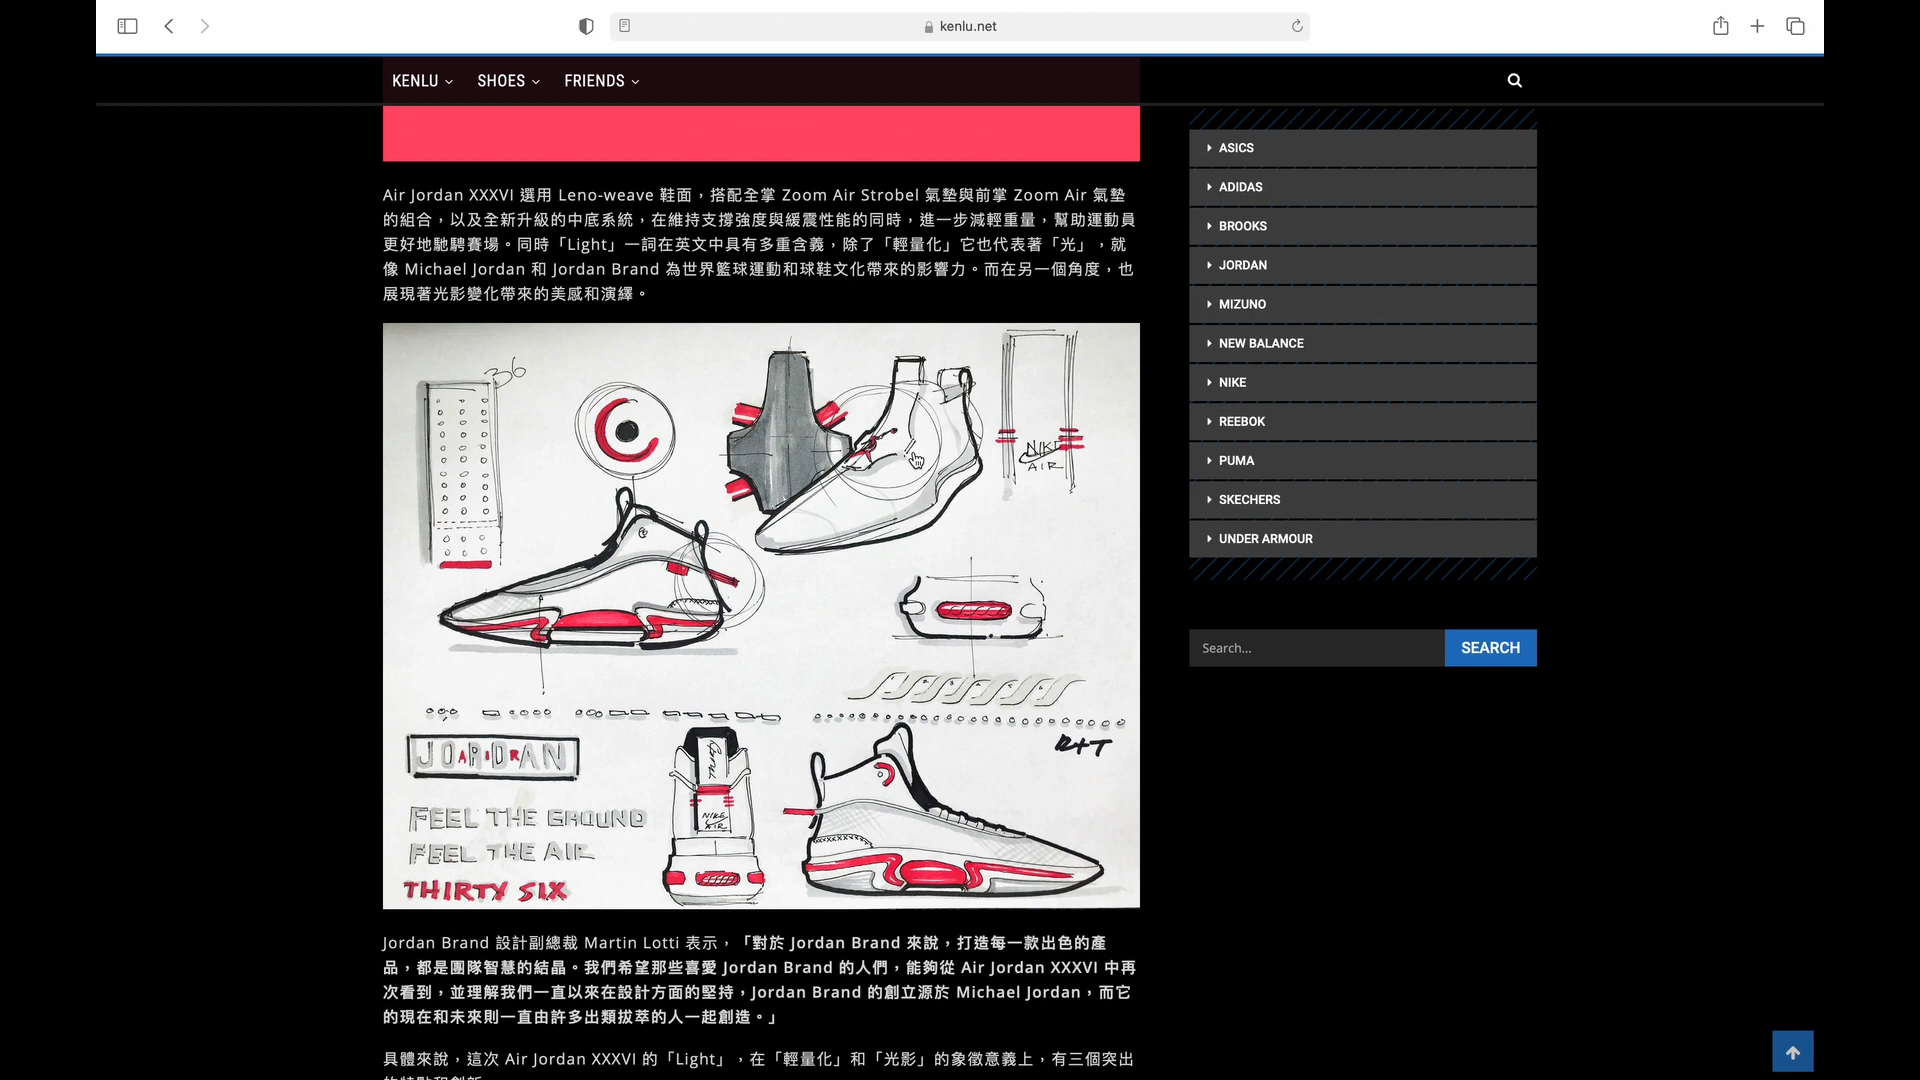 kenlu.net
KENLU SHOES FRIENDS
Air Jordan XXXVI 選用 Leno-weave 鞋面，搭配全掌 Zoom Air Strobel 氣墊與前掌 Zoom Air 氣墊
的組合，以及全新升級的中底系統，在維持支撐強度與緩震性能的同時，進一步減輕重量，幫助運動員
更好地馳騁賽場。同時「Light」一詞在英文中具有多重含義，除了「輕量化」它也代表著「光」，就
像 Michael Jordan 和 Jordan Brand 為世界籃球運動和球鞋文化帶來的影響力。而在另一個角度，也
展現著光影變化帶來的美感和演繹。
36
NIKE
AIR
R+T
JORDAN
AIR
NIKE
AIR
FEEL THE GROUND
FEEL THE AIR
THIRTY SIX
Jordan Brand 設計副總裁 Martin Lotti 表示，「對於 Jordan Brand 來說，打造每一款出色的產
品，都是團隊智慧的結晶。我們希望那些喜愛 Jordan Brand 的人們，能夠從 Air Jordan XXXVI 中再
次看到，並理解我們一直以來在設計方面的堅持，Jordan Brand 的創立源於 Michael Jordan，而它
的現在和未來則一直由許多出類拔萃的人一起創造。」
具體來說，這次 Air Jordan XXXVI 的「Light」，在「輕量化」和「光影」的象徵意義上，有三個突出
ASICS
ADIDAS
BROOKS
JORDAN
MIZUNO
NEW BALANCE
NIKE
REEBOK
PUMA
SKECHERS
UNDER ARMOUR
Search...
SEARCH